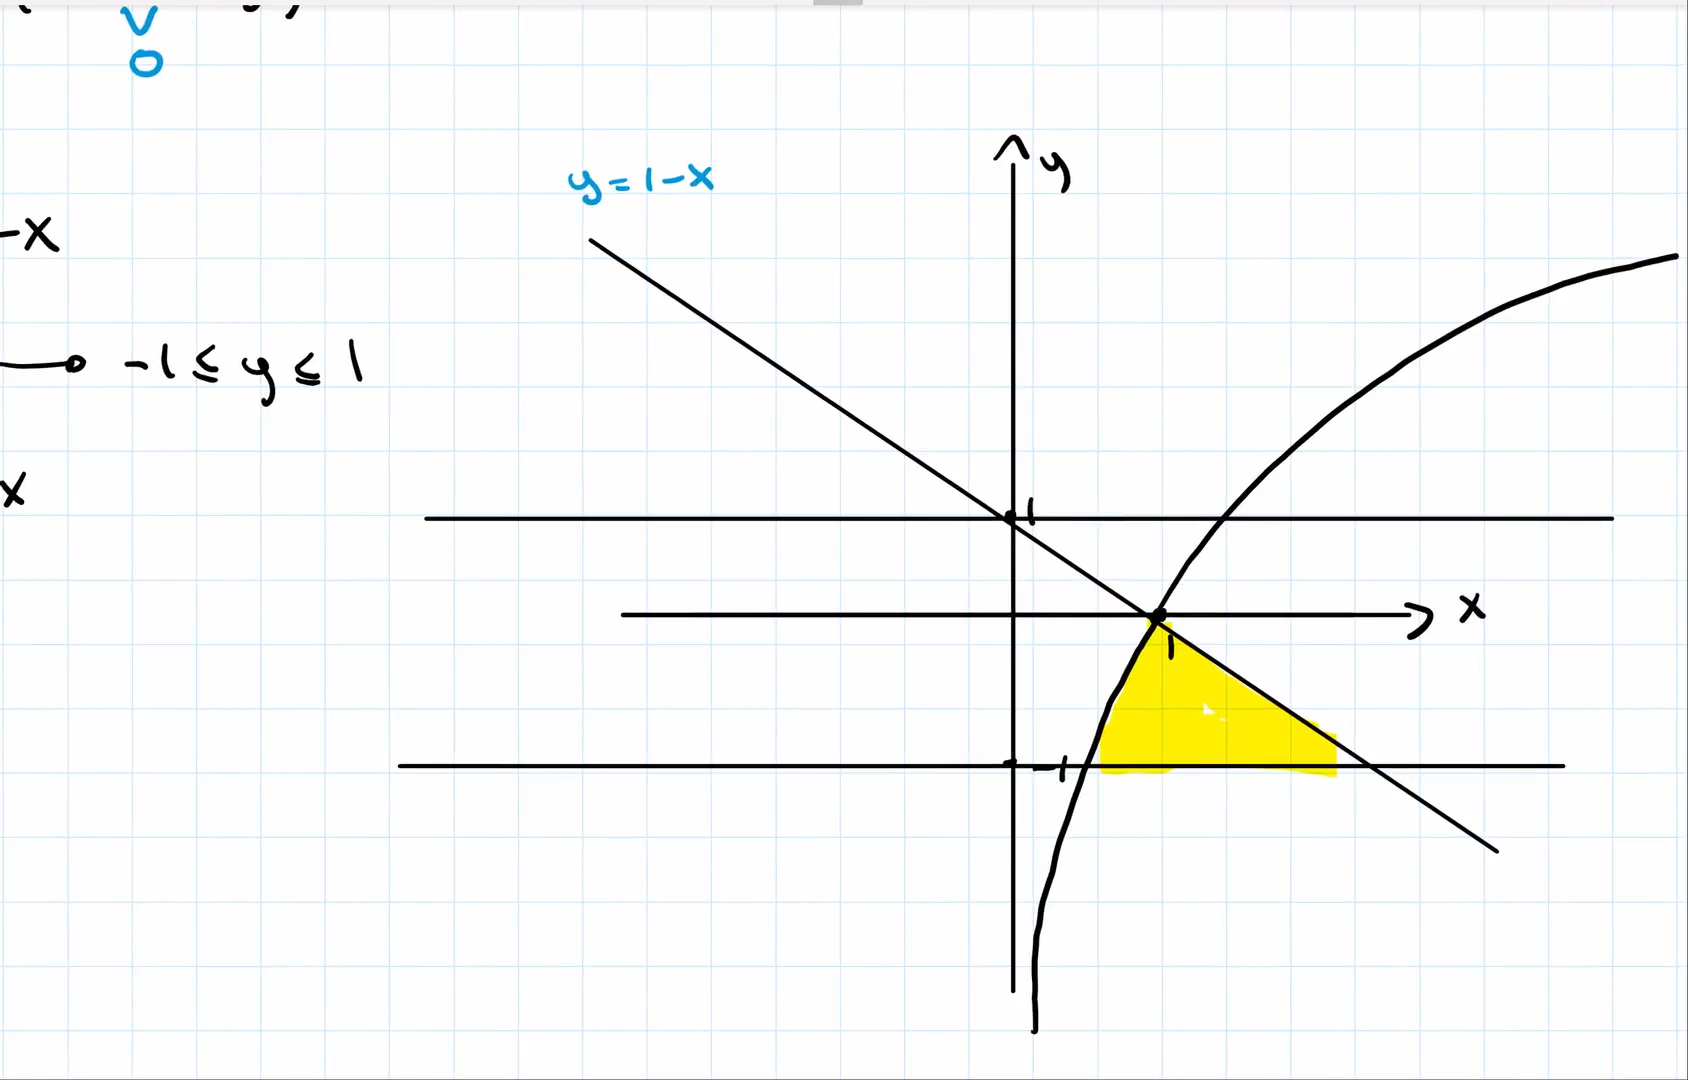 V
O
y = 1 - x
y
-x
-1 ≤ y ≤ 1
x
1
x
1
-1